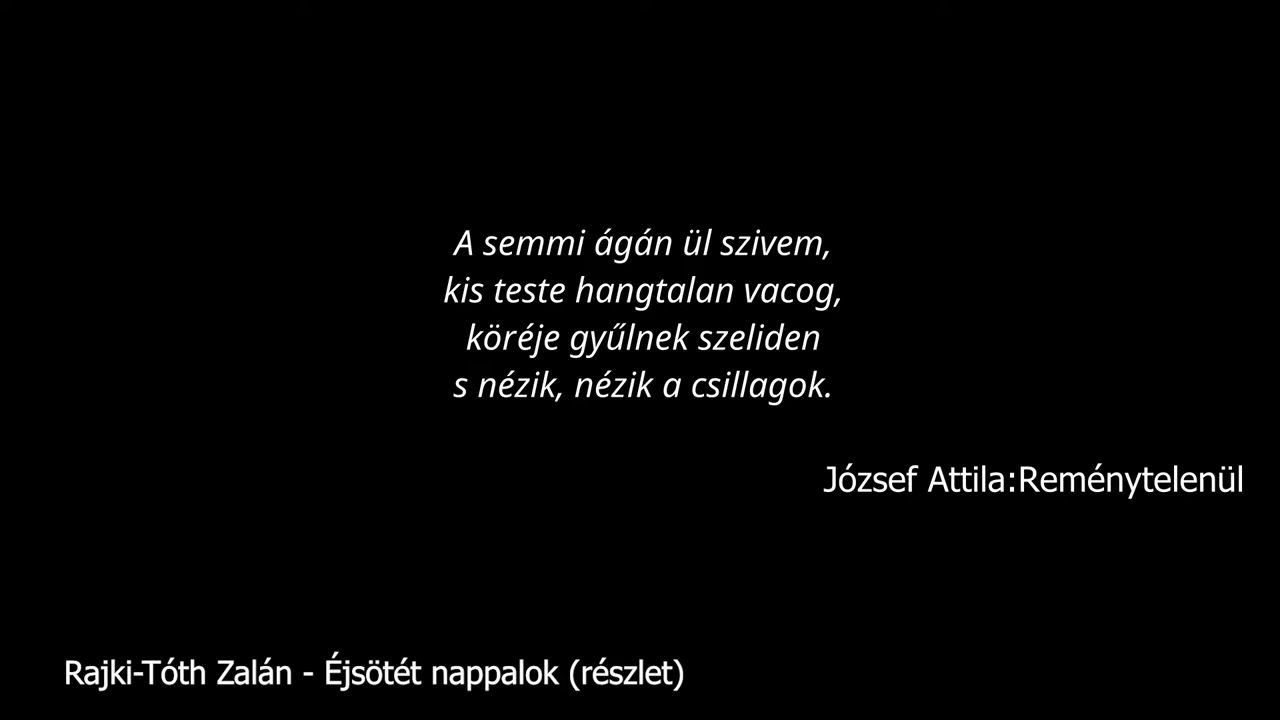 A semmi ágán ül szivem,
kis teste hangtalan vacog,
köréje gyűlnek szeliden
s nézik, nézik a csillagok.
József Attila:Reménytelenül
Rajki-Tóth Zalán - Éjsötét nappalok (részlet)